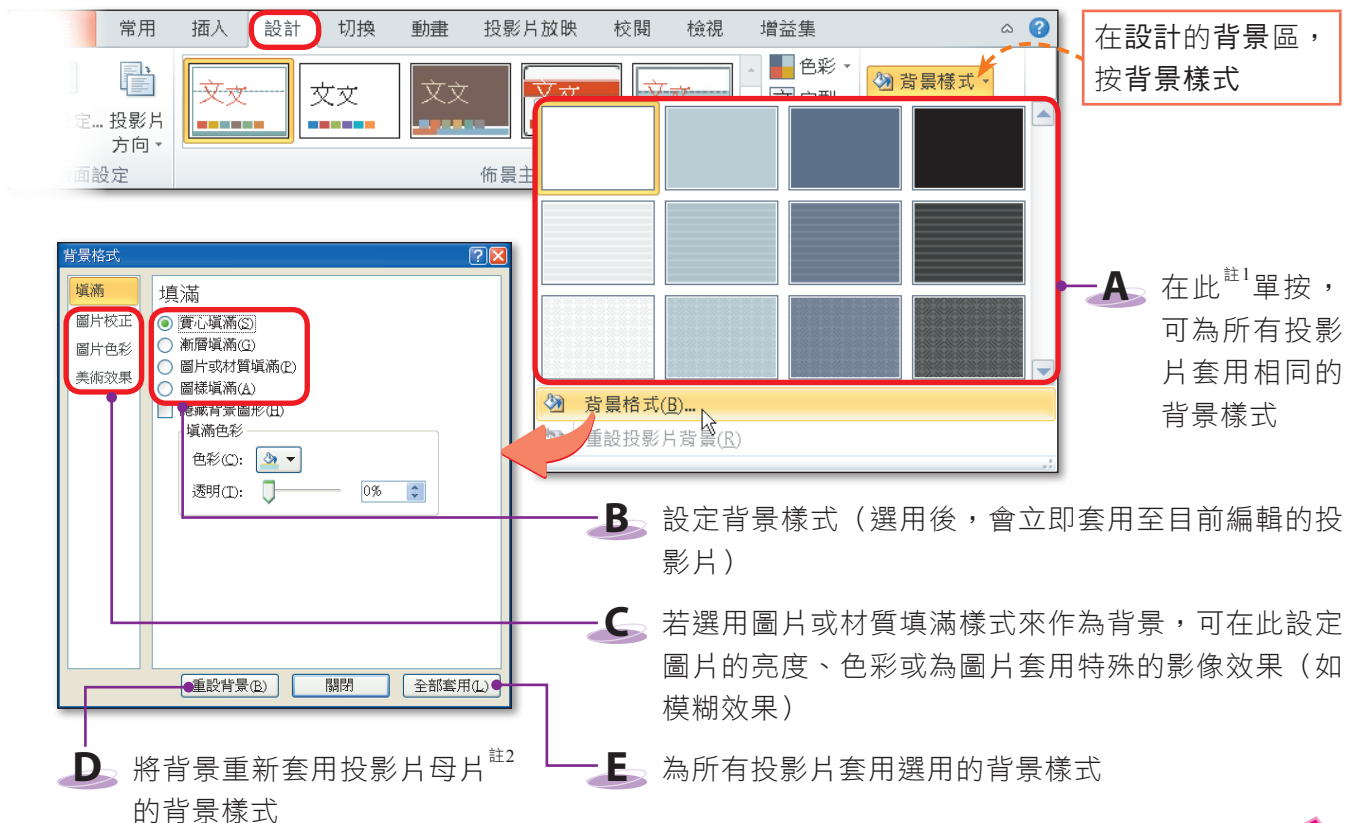 常用 插入 設計 切換 動畫 投影片放映 校閱 檢視 增益集
在設計的背景區，
按背景樣式
文文 文文 文文 文文 文文
色彩
背景樣式
定... 投影片
方向
面設定
佈景主
背景格式
填滿
圖片校正
圖片色彩
美術效果
填滿
實心填滿(S)
漸層填滿(G)
圖片或材質填滿(P)
圖樣填滿(A)
隱藏背景圖形(H)
填滿色彩
色彩(C):
透明(T): 0%
重設背景(B) 關閉 全部套用(L)
背景格式(B)...
重設投影片背景(R)
A 在此註1單按，
可為所有投影
片套用相同的
背景樣式
B 設定背景樣式（選用後，會立即套用至目前編輯的投
影片）
C 若選用圖片或材質填滿樣式來作為背景，可在此設定
圖片的亮度、色彩或為圖片套用特殊的影像效果（如
模糊效果）
D 將背景重新套用投影片母片註2
的背景樣式
E 為所有投影片套用選用的背景樣式